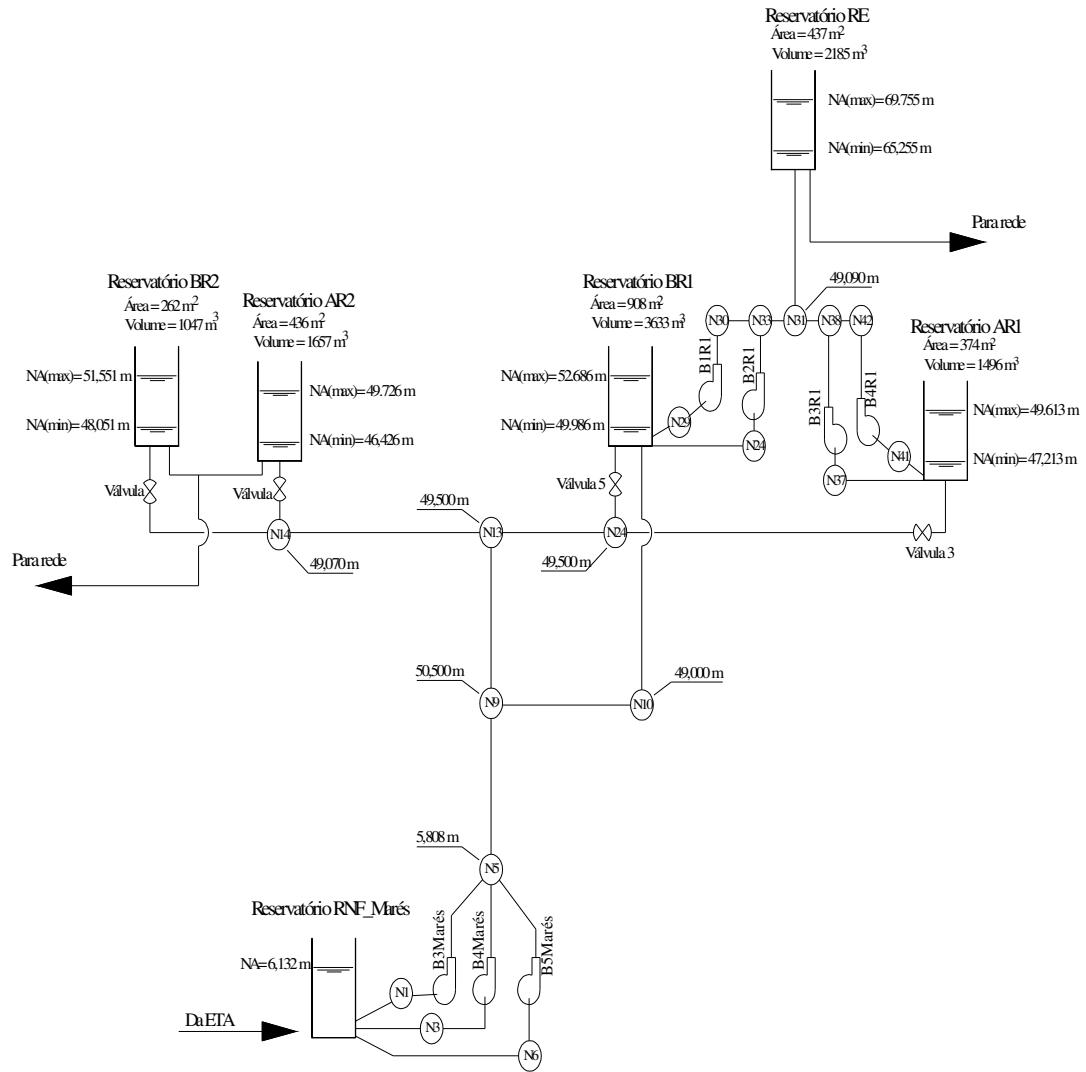 Reservatório RE
Área = 437 m²
Volume = 2185 m³
NA(max) = 69.755 m
NA(min) = 65,255 m
Para rede
Reservatório BR2
Área = 262 m²
Volume = 1047 m³
NA(max) = 51,551 m
NA(min) = 48,051 m
Válvula
Reservatório AR2
Área = 436 m²
Volume = 1657 m³
NA(max) = 49.726 m
NA(min) = 46,426 m
Válvula
Reservatório BR1
Área = 908 m²
Volume = 3633 m³
NA(max) = 52.686 m
NA(min) = 49.986 m
Válvula 5
49,090 m
N30
N33
N31
N38
N42
B1R1
B2R1
B3R1
B4R1
N29
N24
N37
N41
Reservatório AR1
Área = 374 m²
Volume = 1496 m³
NA(max) = 49.613 m
NA(min) = 47,213 m
Válvula 3
49,500 m
N14
N13
N24
49,070 m
49,500 m
Para rede
50,500 m
49,000 m
N9
N10
5,808 m
N5
Reservatório RNF_Marés
NA = 6,132 m
B3Marés
B4Marés
B5Marés
N1
N3
N6
Da ETA